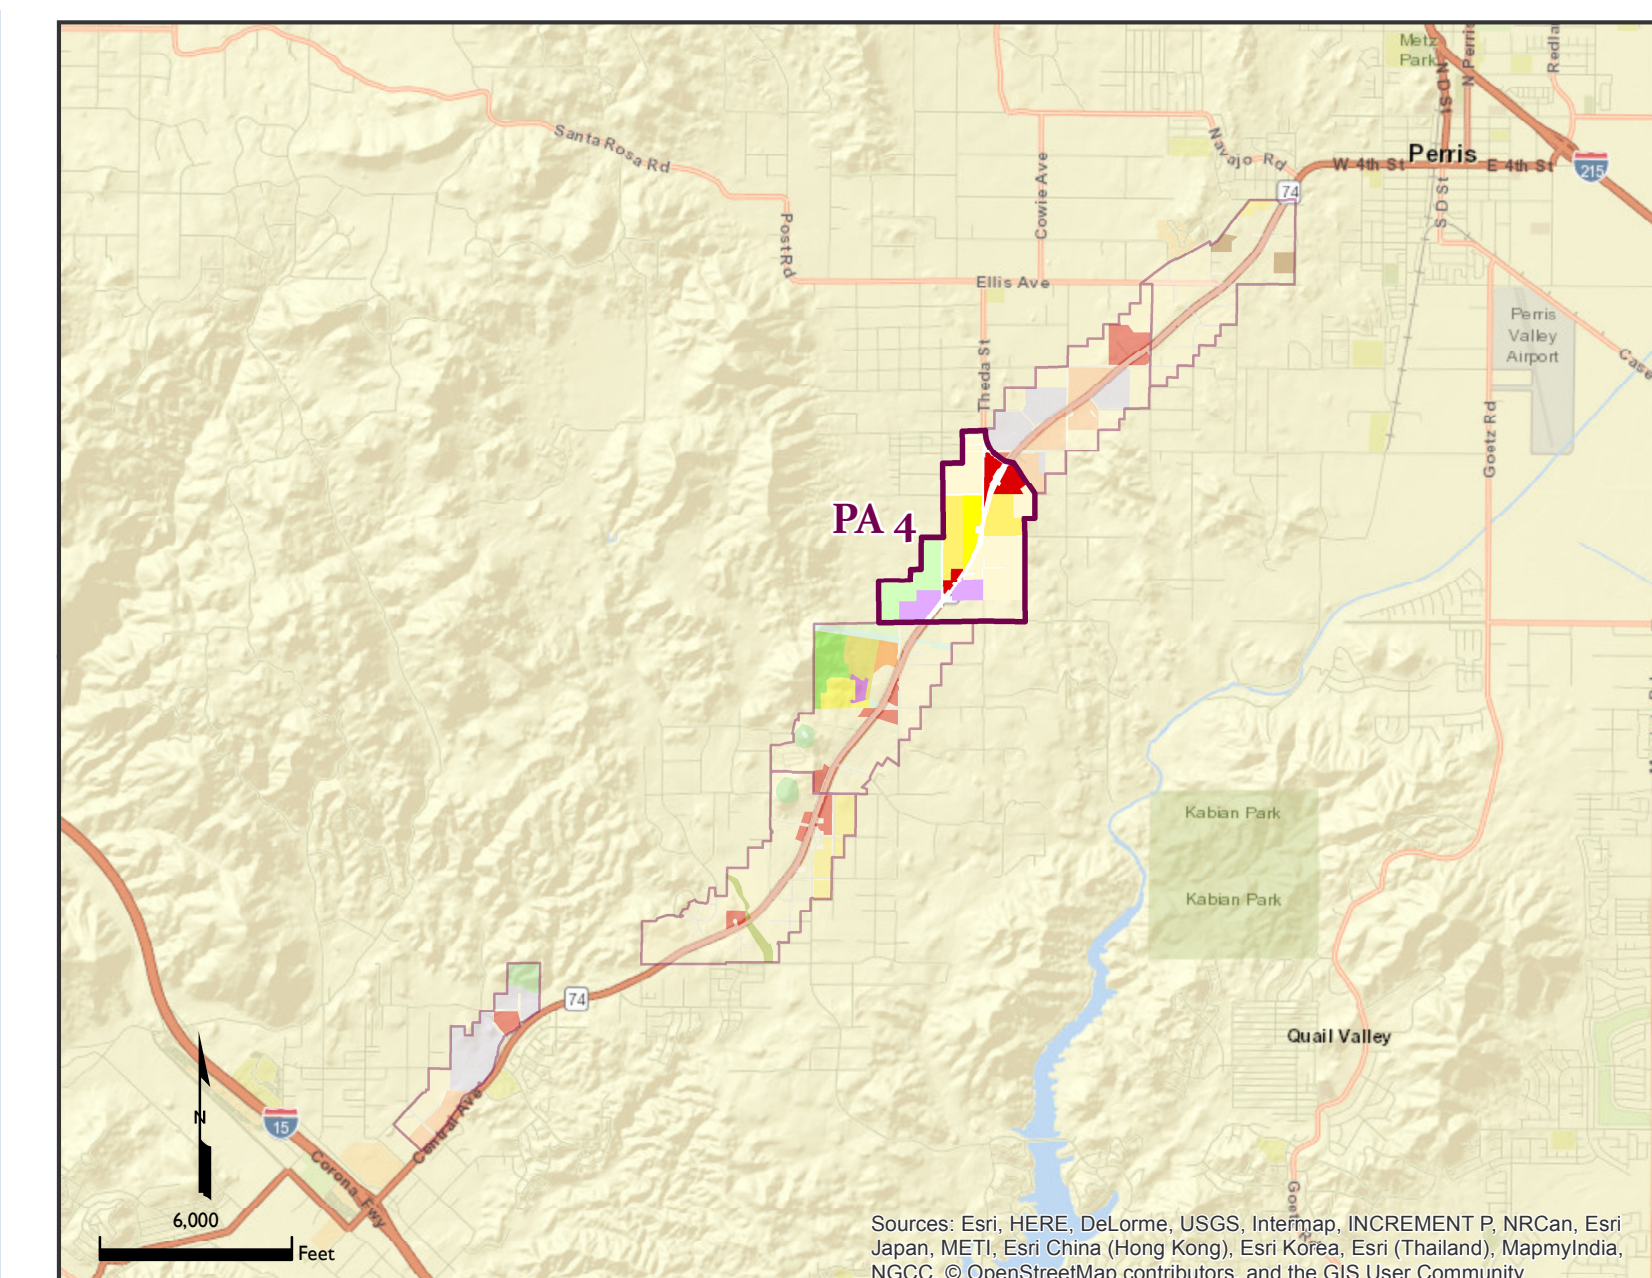 Metz
Park
N D St
N Perris
Redla
Santa Rosa Rd
Navajo Rd
Perris
W 4th St
E 4th St
215
74
Cowie Ave
S D St
Post Rd
Ellis Ave
Theda St
Perris
Valley
Airport
Case
Goetz Rd
PA 4
Kabian Park
Kabian Park
74
Quail Valley
Central Ave
15
Corona Fwy
N
6,000
Feet
Goetz R
Sources: Esri, HERE, DeLorme, USGS, Intermap, INCREMENT P, NRCan, Esri
Japan, METI, Esri China (Hong Kong), Esri Korea, Esri (Thailand), MapmyIndia,
NGCC, © OpenStreetMap contributors, and the GIS User Community